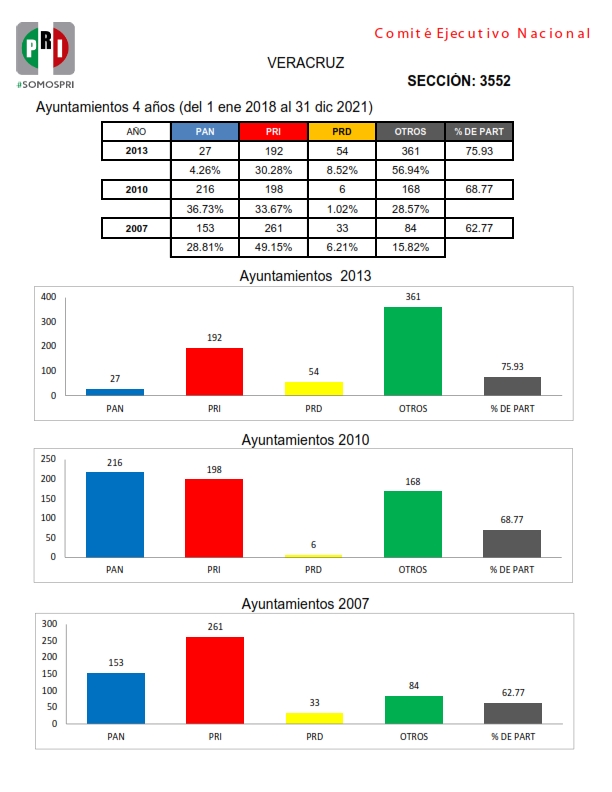 Comité Ejecutivo Nacional
PRI
#SOMOSPRI
VERACRUZ
SECCIÓN: 3552
Ayuntamientos 4 años (del 1 ene 2018 al 31 dic 2021)
AÑO PAN PRI PRD OTROS % DE PART
2013 27 192 54 361 75.93
4.26% 30.28% 8.52% 56.94%
2010 216 198 6 168 68.77
36.73% 33.67% 1.02% 28.57%
2007 153 261 33 84 62.77
28.81% 49.15% 6.21% 15.82%
Ayuntamientos 2013
400
300
200
100
0
27 192 54 361 75.93
PAN PRI PRD OTROS % DE PART
Ayuntamientos 2010
250
200
150
100
50
0
216 198 6 168 68.77
PAN PRI PRD OTROS % DE PART
Ayuntamientos 2007
300
250
200
150
100
50
0
153 261 33 84 62.77
PAN PRI PRD OTROS % DE PART